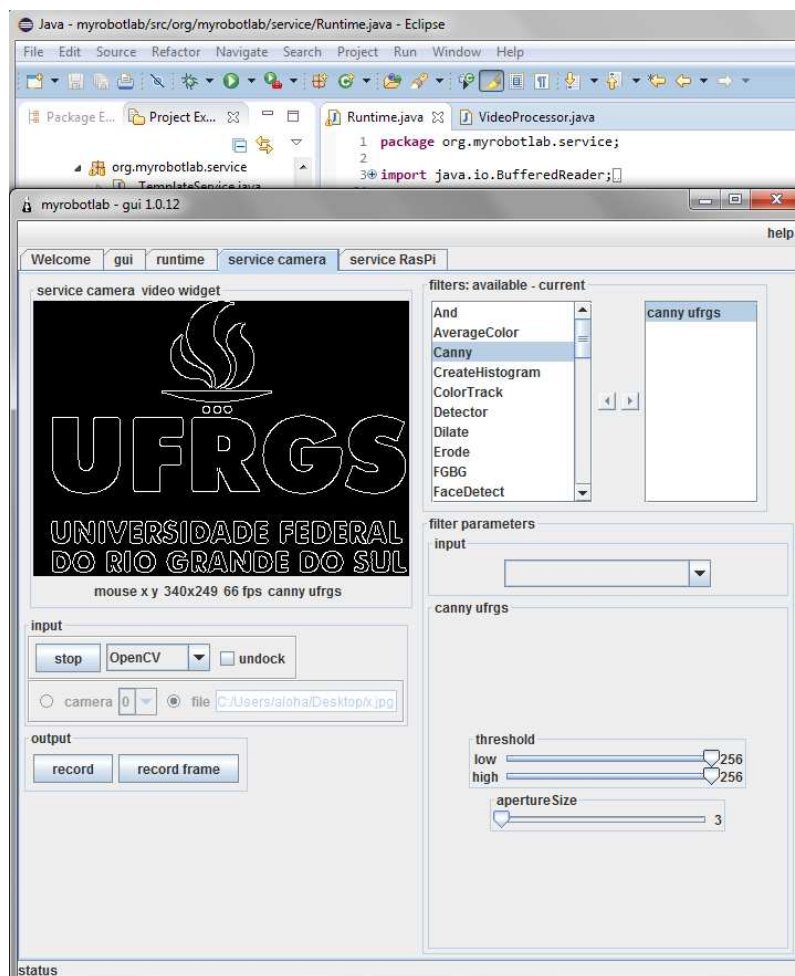 Java - myrobotlab/src/org/myrobotlab/service/Runtime.java - Eclipse
File Edit Source Refactor Navigate Search Project Run Window Help
Package E... Project Ex... Runtime.java VideoProcessor.java
1 package org.myrobotlab.service;
2
org.myrobotlab.service
3 import java.io.BufferedReader;
TemplateService.java
myrobotlab - gui 1.0.12
help
Welcome gui runtime service camera service RasPi
service camera video widget
UFRGS
UNIVERSIDADE FEDERAL
DO RIO GRANDE DO SUL
mouse x y 340x249 66 fps canny ufrgs
input
stop OpenCV undock
camera 0 file C:/Users/aloha/Desktop/x.jpg
output
record record frame
filters: available - current
And
AverageColor
Canny
CreateHistogram
ColorTrack
Detector
Dilate
Erode
FGBG
FaceDetect
canny ufrgs
filter parameters
input
canny ufrgs
threshold
low 256
high 256
apertureSize
3
status